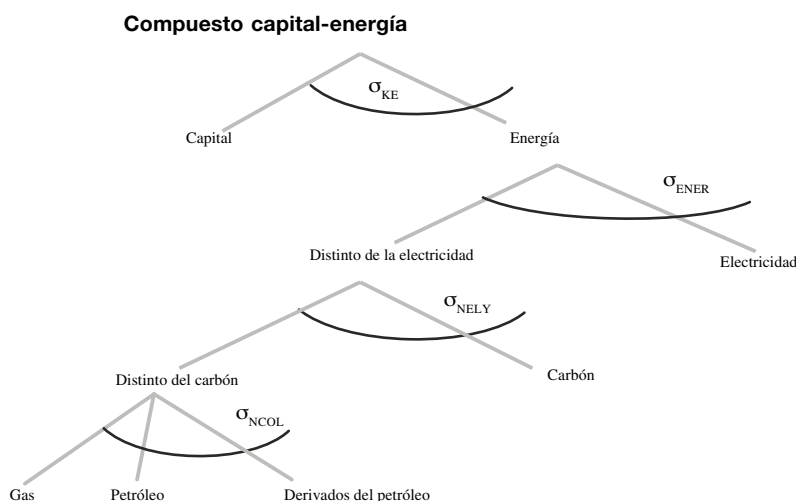 Compuesto capital-energía
σKE
Capital
Energía
σENER
Distinto de la electricidad
Electricidad
σNELY
Distinto del carbón
Carbón
σNCOL
Gas
Petróleo
Derivados del petróleo